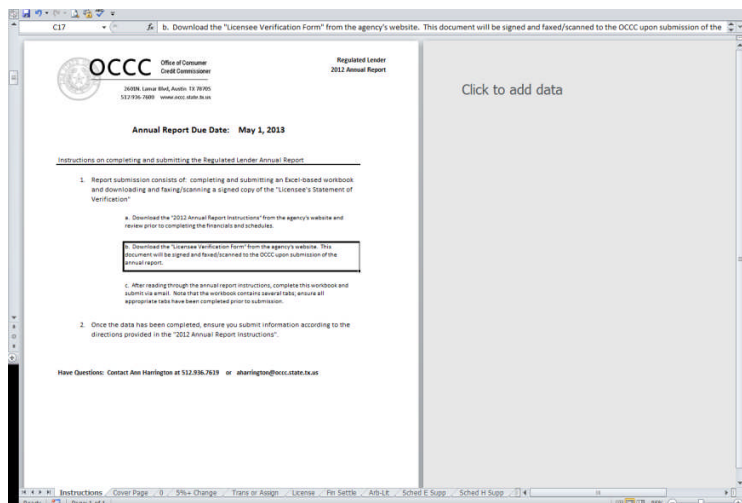 C17
fx b. Download the "Licensee Verification Form" from the agency's website. This document will be signed and faxed/scanned to the OCCC upon submission of the
OCCC
Office of Consumer
Credit Commissioner
Regulated Lender
2012 Annual Report
2601N. Lamar Blvd, Austin TX 78705
512-936-7600 www.occc.state.tx.us
Click to add data
Annual Report Due Date: May 1, 2013
Instructions on completing and submitting the Regulated Lender Annual Report
1. Report submission consists of: completing and submitting an Excel-based workbook
and downloading and faxing/scanning a signed copy of the "Licensee's Statement of
Verification"
a. Download the "2012 Annual Report Instructions" from the agency's website and
review prior to completing the financials and schedules.
b. Download the "Licensee Verification Form" from the agency's website. This
document will be signed and faxed/scanned to the OCCC upon submission of the
annual report.
c. After reading through the annual report instructions, complete this workbook and
submit via email. Note that the workbook contains several tabs; ensure all
appropriate tabs have been completed prior to submission.
2. Once the data has been completed, ensure you submit information according to the
directions provided in the "2012 Annual Report Instructions".
Have Questions: Contact Ann Harrington at 512.936.7619 or aharrington@occc.state.tx.us
Instructions Cover Page 0 5%+ Change Trans or Assign License Fin Settle Arb-Lit Sched E Supp Sched H Supp
Ready Page 1 of 1